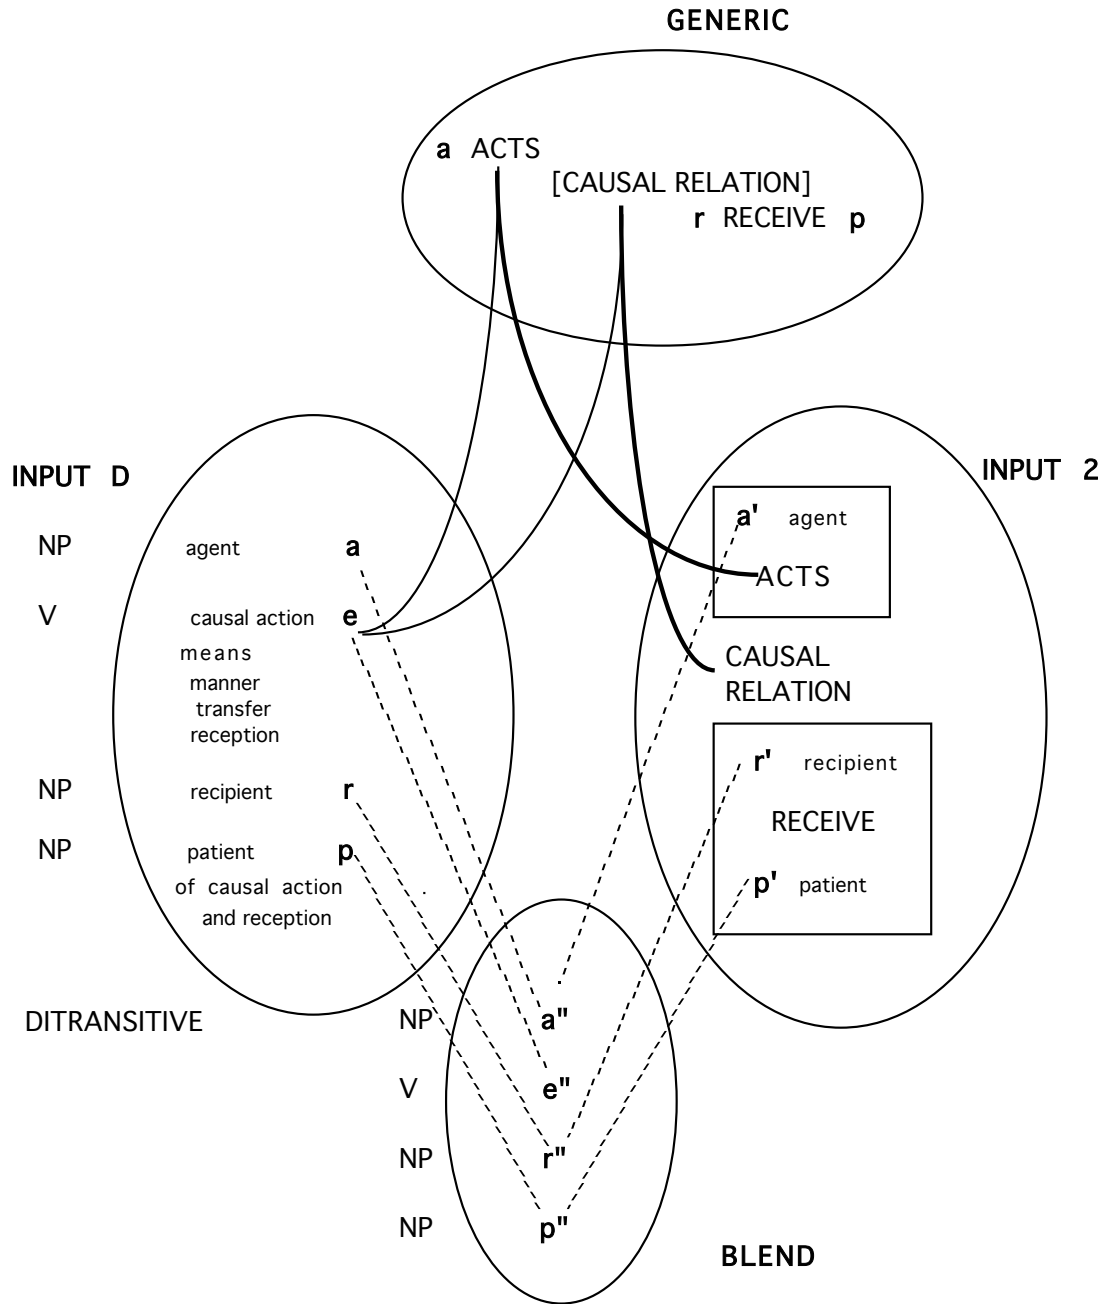 GENERIC
a ACTS
[CAUSAL RELATION]
r RECEIVE p
INPUT D
NP agent a
V causal action e
means
manner
transfer
reception
NP recipient r
NP patient p
of causal action
and reception
DITRANSITIVE
INPUT 2
a' agent
ACTS
CAUSAL
RELATION
r' recipient
RECEIVE
p' patient
NP a"
V e"
NP r"
NP p"
BLEND